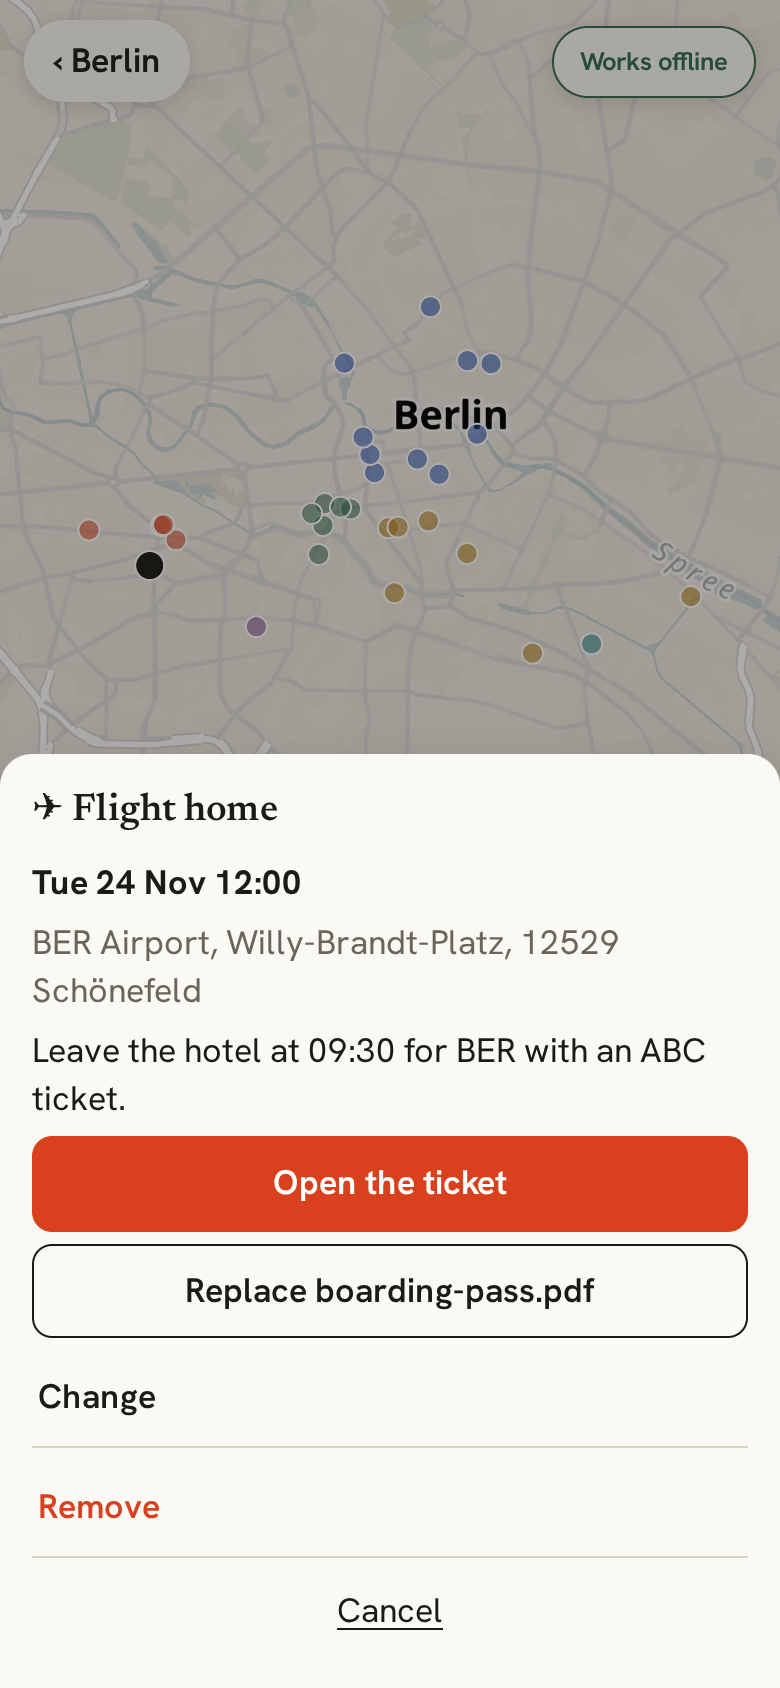 ‹ Berlin
Works offline
Berlin
Spree
✈ Flight home
Tue 24 Nov 12:00
BER Airport, Willy-Brandt-Platz, 12529
Schönefeld
Leave the hotel at 09:30 for BER with an ABC
ticket.
Open the ticket
Replace boarding-pass.pdf
Change
Remove
Cancel